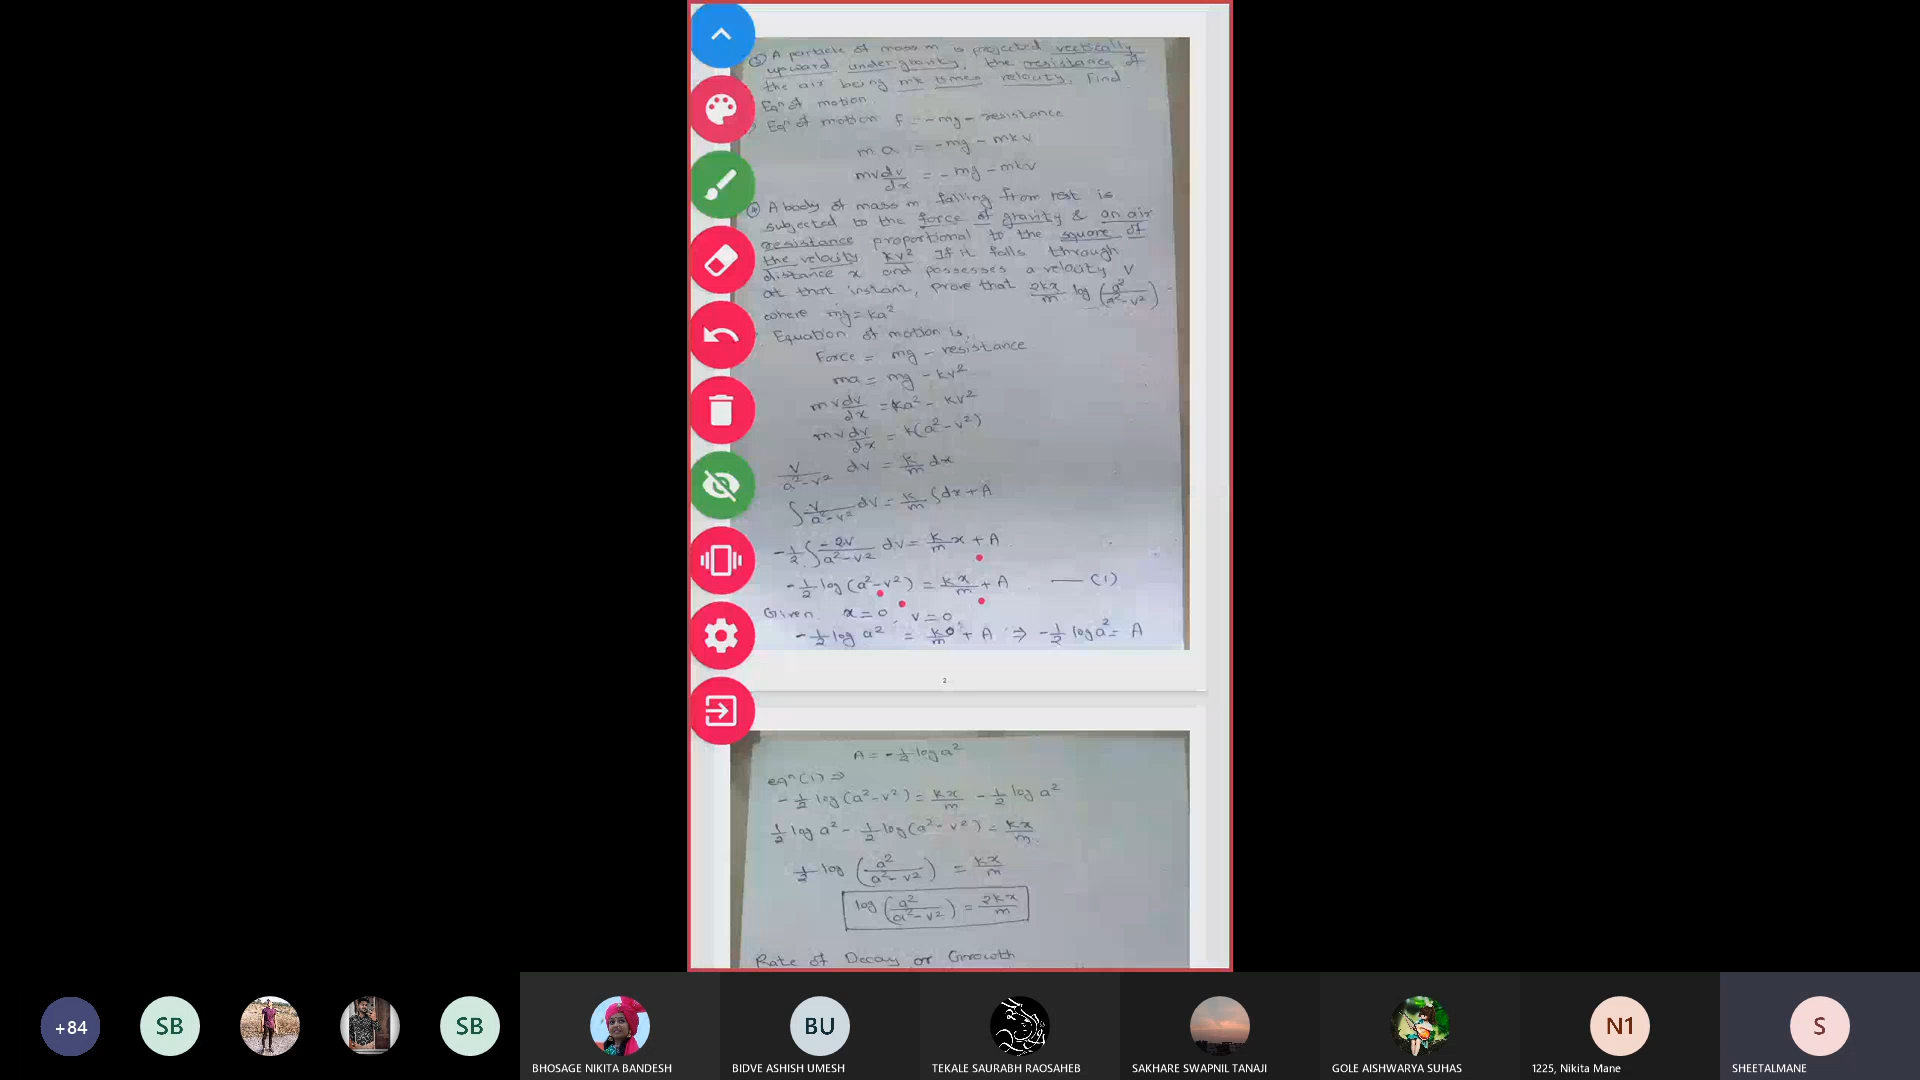 A particle of mass m is projected vertically
upward under gravity, the resistance of
the air being mk times velocity. Find
Eqn of motion.
Eqn of motion F = -mg - resistance
m a = -mg - mkv
mv dv/dx = -mg - mkv
A body of mass m falling from rest is
subjected to the force of gravity & an air
resistance proportional to the square of
the velocity kv² If it falls through
distance x and possesses a velocity v
at that instant, prove that 2kx/m log (a²/a²-v²)
where mg = ka²
Equation of motion is,
Force = mg - resistance
ma = mg - kv²
mv dv/dx = ka² - kv²
mv dv/dx = k(a² - v²)
v/a²-v² dv = k/m dx
∫ v/a²-v² dv = k/m ∫dx + A
-1/2 ∫ -2v/a²-v² dv = k/m x + A
-1/2 log (a²-v²) = kx/m + A — (1)
Given x = 0, v = 0
-1/2 log a² = k0/m + A ⇒ -1/2 log a² = A
2
A = -1/2 log a²
eqn (1) ⇒
-1/2 log (a²-v²) = kx/m - 1/2 log a²
1/2 log a² - 1/2 log (a²-v²) = kx/m
1/2 log (a²/a²-v²) = kx/m
log (a²/a²-v²) = 2kx/m
Rate of Decay or Growth
+84
SB
SB
BU
N1
S
BHOSAGE NIKITA BANDESH
BIDVE ASHISH UMESH
TEKALE SAURABH RAOSAHEB
SAKHARE SWAPNIL TANAJI
GOLE AISHWARYA SUHAS
1225, Nikita Mane
SHEETALMANE